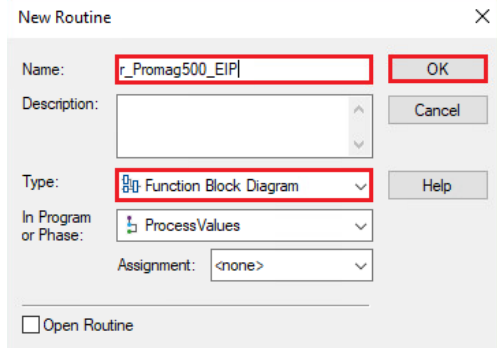 New Routine
Name: r_Promag500_EIP OK
Description: Cancel
Type: Function Block Diagram Help
In Program
or Phase: ProcessValues
Assignment: <none>
Open Routine